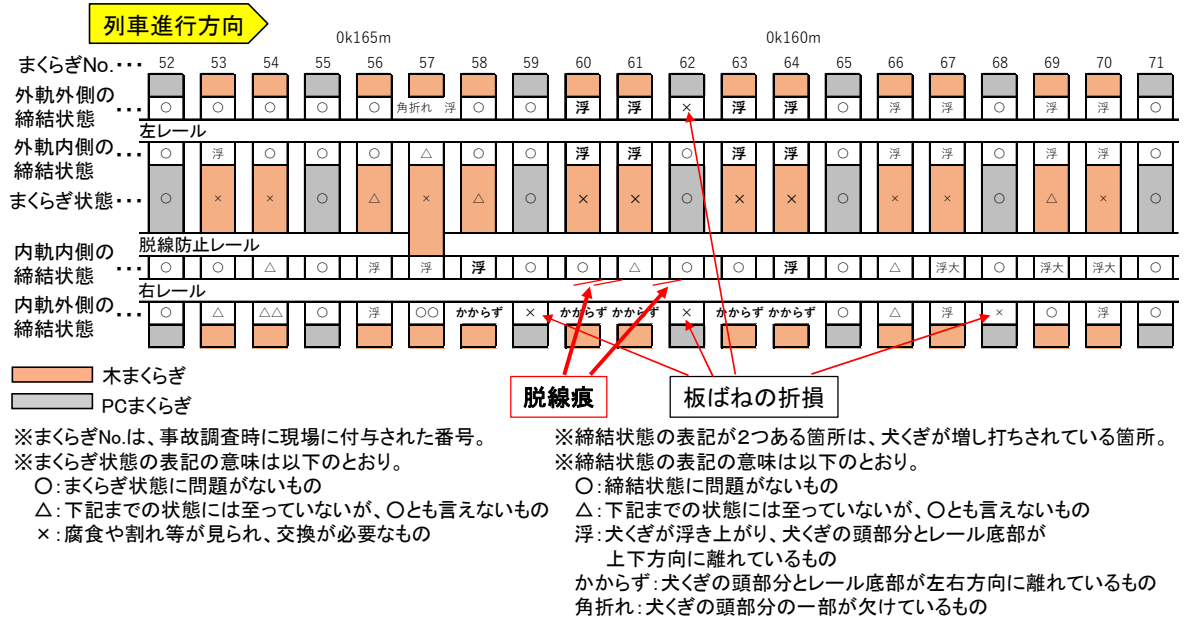 列車進行方向
0k165m 0k160m
まくらぎNo.･･･ 52 53 54 55 56 57 58 59 60 61 62 63 64 65 66 67 68 69 70 71
外軌外側の
締結状態 ･･･ ○ ○ ○ ○ ○ 角折れ 浮 ○ ○ 浮 浮 × 浮 浮 ○ 浮 浮 ○ 浮 浮 ○
左レール
外軌内側の
締結状態 ･･･ ○ 浮 ○ ○ ○ △ ○ ○ 浮 浮 ○ 浮 浮 ○ 浮 浮 ○ 浮 浮 ○
まくらぎ状態･･･ ○ × × ○ △ × △ ○ × × ○ × × ○ × × ○ △ × ○
脱線防止レール
内軌内側の
締結状態 ･･･ ○ ○ △ ○ 浮 浮 浮 ○ ○ △ ○ ○ 浮 ○ △ 浮大 ○ 浮大 浮大 ○
右レール
内軌外側の
締結状態 ･･･ ○ △ △△ ○ 浮 ○○ かからず × かからず かからず × かからず かからず ○ △ 浮 × ○ 浮 ○
木まくらぎ
PCまくらぎ
脱線痕
板ばねの折損
※まくらぎNo.は、事故調査時に現場に付与された番号。
※まくらぎ状態の表記の意味は以下のとおり。
○：まくらぎ状態に問題がないもの
△：下記までの状態には至っていないが、○とも言えないもの
×：腐食や割れ等が見られ、交換が必要なもの
※締結状態の表記が2つある箇所は、犬くぎが増し打ちされている箇所。
※締結状態の表記の意味は以下のとおり。
○：締結状態に問題がないもの
△：下記までの状態には至っていないが、○とも言えないもの
浮：犬くぎが浮き上がり、犬くぎの頭部分とレール底部が
上下方向に離れているもの
かからず：犬くぎの頭部分とレール底部が左右方向に離れているもの
角折れ：犬くぎの頭部分の一部が欠けているもの